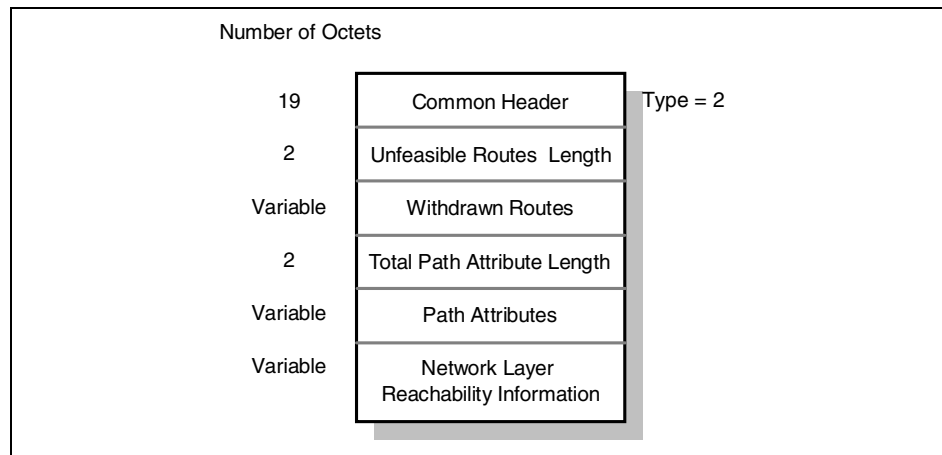 Number of Octets
19 Common Header Type = 2
2 Unfeasible Routes Length
Variable Withdrawn Routes
2 Total Path Attribute Length
Variable Path Attributes
Variable Network Layer
Reachability Information